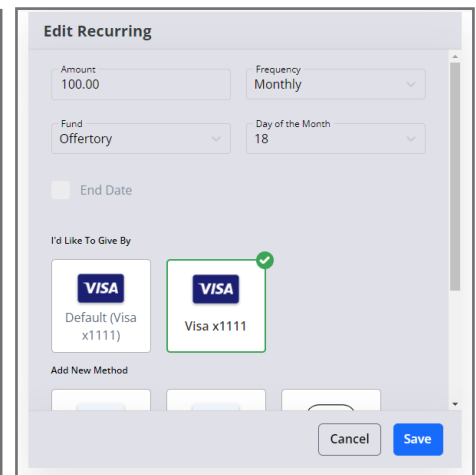 Edit Recurring
Amount
100.00
Frequency
Monthly
Fund
Offertory
Day of the Month
18
End Date
I'd Like To Give By
VISA
Default (Visa
x1111)
VISA
Visa x1111
Add New Method
Cancel
Save